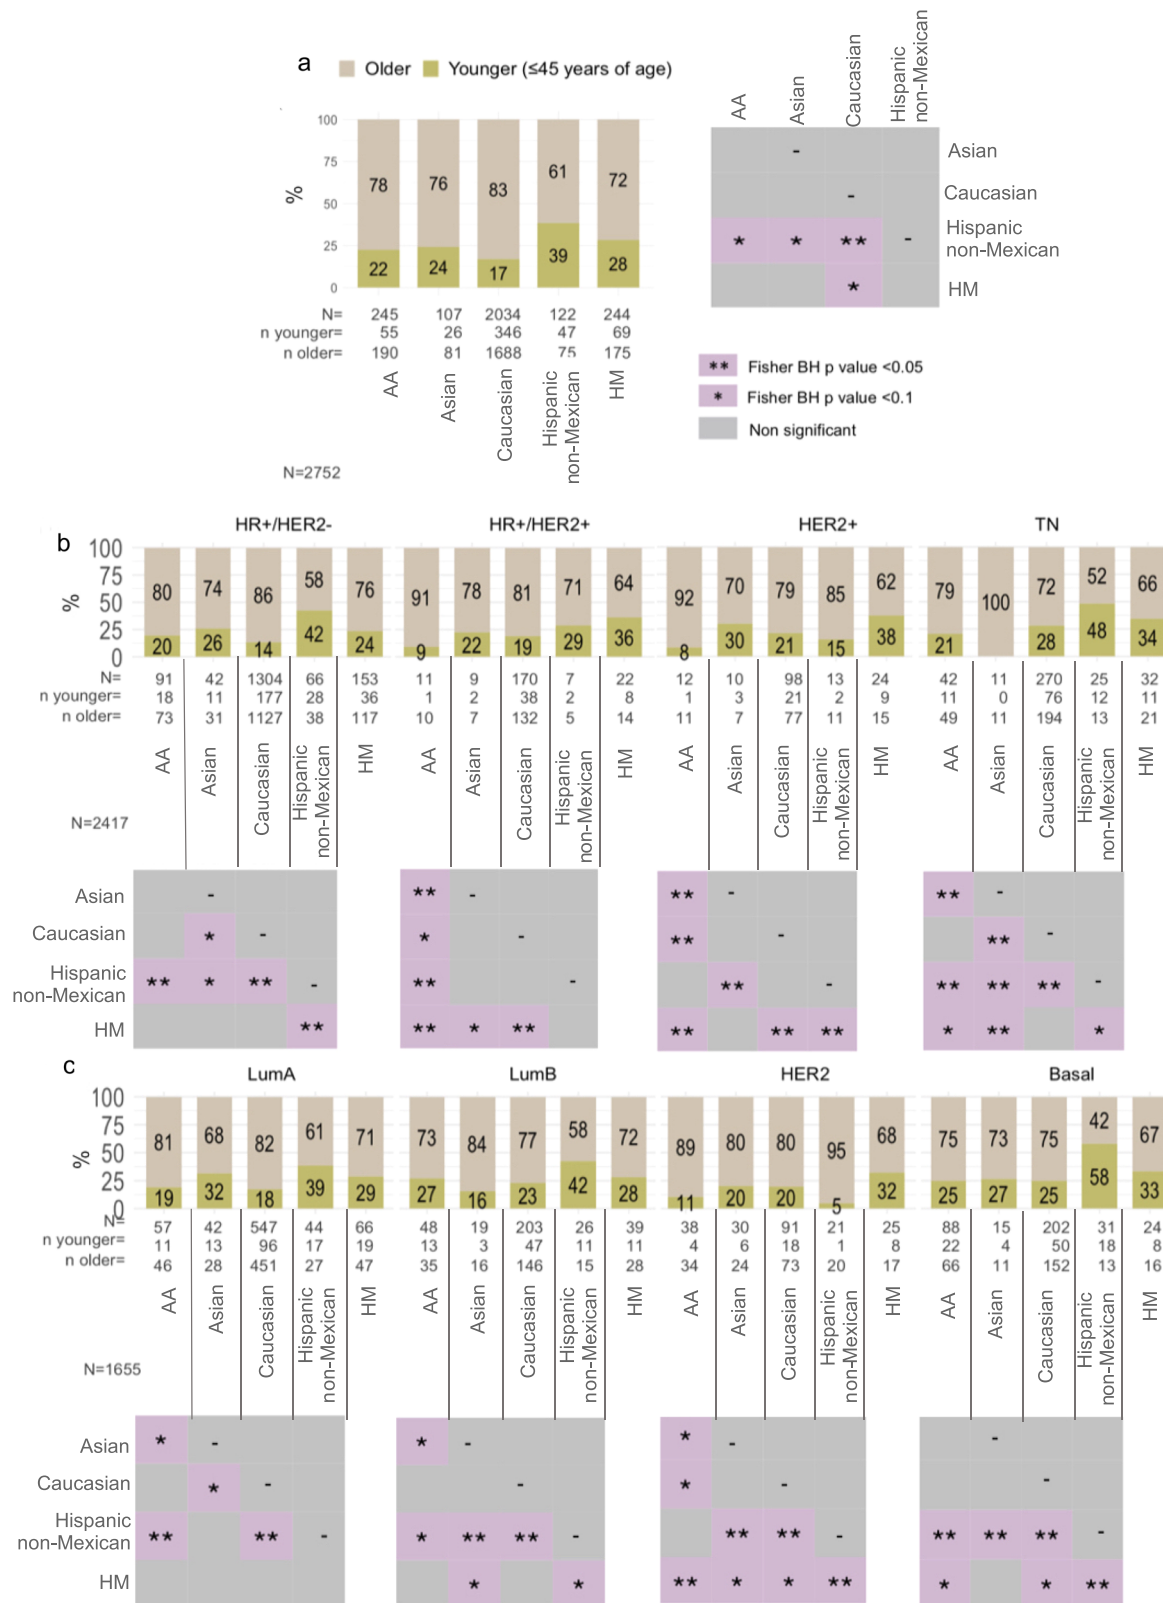 a
Older
Younger (≤45 years of age)
100
75
50
25
0
%
78
76
83
61
72
22
24
17
39
28
N= 245 107 2034 122 244
n younger= 55 26 346 47 69
n older= 190 81 1688 75 175
AA
Asian
Caucasian
Hispanic
non-Mexican
HM
N=2752
AA
Asian
Caucasian
Hispanic
non-Mexican
- Asian
- Caucasian
* * ** - Hispanic
non-Mexican
* HM
** Fisher BH p value <0.05
* Fisher BH p value <0.1
Non significant
b
HR+/HER2-
HR+/HER2+
HER2+
TN
100
75
50
25
0
%
80 74 86 58 76 91 78 81 71 64 92 70 79 85 62 79 100 72 52 66
20 26 14 42 24 9 22 19 29 36 8 30 21 15 38 21 28 48 34
N= 91 42 1304 66 153 11 9 170 7 22 12 10 98 13 24 42 11 270 25 32
n younger= 18 11 177 28 36 1 2 38 2 8 1 3 21 2 9 11 0 76 12 11
n older= 73 31 1127 38 117 10 7 132 5 14 11 7 77 11 15 49 11 194 13 21
AA Asian Caucasian Hispanic non-Mexican HM AA Asian Caucasian Hispanic non-Mexican HM AA Asian Caucasian Hispanic non-Mexican HM AA Asian Caucasian Hispanic non-Mexican HM
N=2417
Asian - ** - ** - ** -
Caucasian * - * - ** - ** -
Hispanic
non-Mexican ** * ** - ** - ** - ** ** ** -
HM ** ** * ** ** ** ** * ** *
c
LumA
LumB
HER2
Basal
100
75
50
25
0
%
81 68 82 61 71 73 84 77 58 72 89 80 80 95 68 75 73 75 42 67
19 32 18 39 29 27 16 23 42 28 11 20 20 5 32 25 27 25 58 33
N= 57 42 547 44 66 48 19 203 26 39 38 30 91 21 25 88 15 202 31 24
n younger= 11 13 96 17 19 13 3 47 11 11 4 6 18 1 8 22 4 50 18 8
n older= 46 28 451 27 47 35 16 146 15 28 34 24 73 20 17 66 11 152 13 16
AA Asian Caucasian Hispanic non-Mexican HM AA Asian Caucasian Hispanic non-Mexican HM AA Asian Caucasian Hispanic non-Mexican HM AA Asian Caucasian Hispanic non-Mexican HM
N=1655
Asian * - * - * - -
Caucasian * - - * - -
Hispanic
non-Mexican ** ** - * ** ** - ** ** - ** ** ** -
HM * * ** * * ** * * **